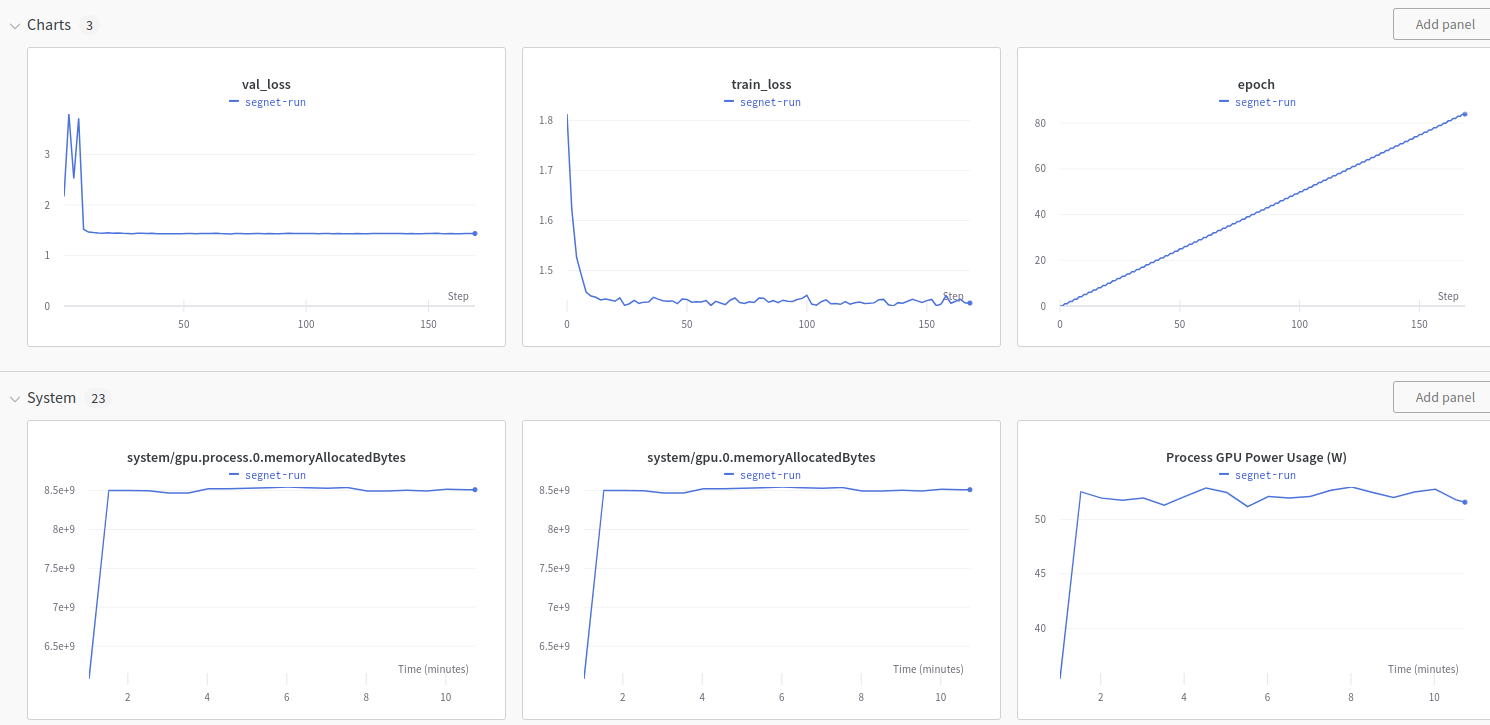 Charts 3
Add panel
val_loss
segnet-run
3
2
1
0
Step
50 100 150
train_loss
segnet-run
1.8
1.7
1.6
1.5
Step
0 50 100 150
epoch
segnet-run
80
60
40
20
0
Step
0 50 100 150
System 23
Add panel
system/gpu.process.0.memoryAllocatedBytes
segnet-run
8.5e+9
8e+9
7.5e+9
7e+9
6.5e+9
Time (minutes)
2 4 6 8 10
system/gpu.0.memoryAllocatedBytes
segnet-run
8.5e+9
8e+9
7.5e+9
7e+9
6.5e+9
Time (minutes)
2 4 6 8 10
Process GPU Power Usage (W)
segnet-run
50
45
40
Time (minutes)
2 4 6 8 10